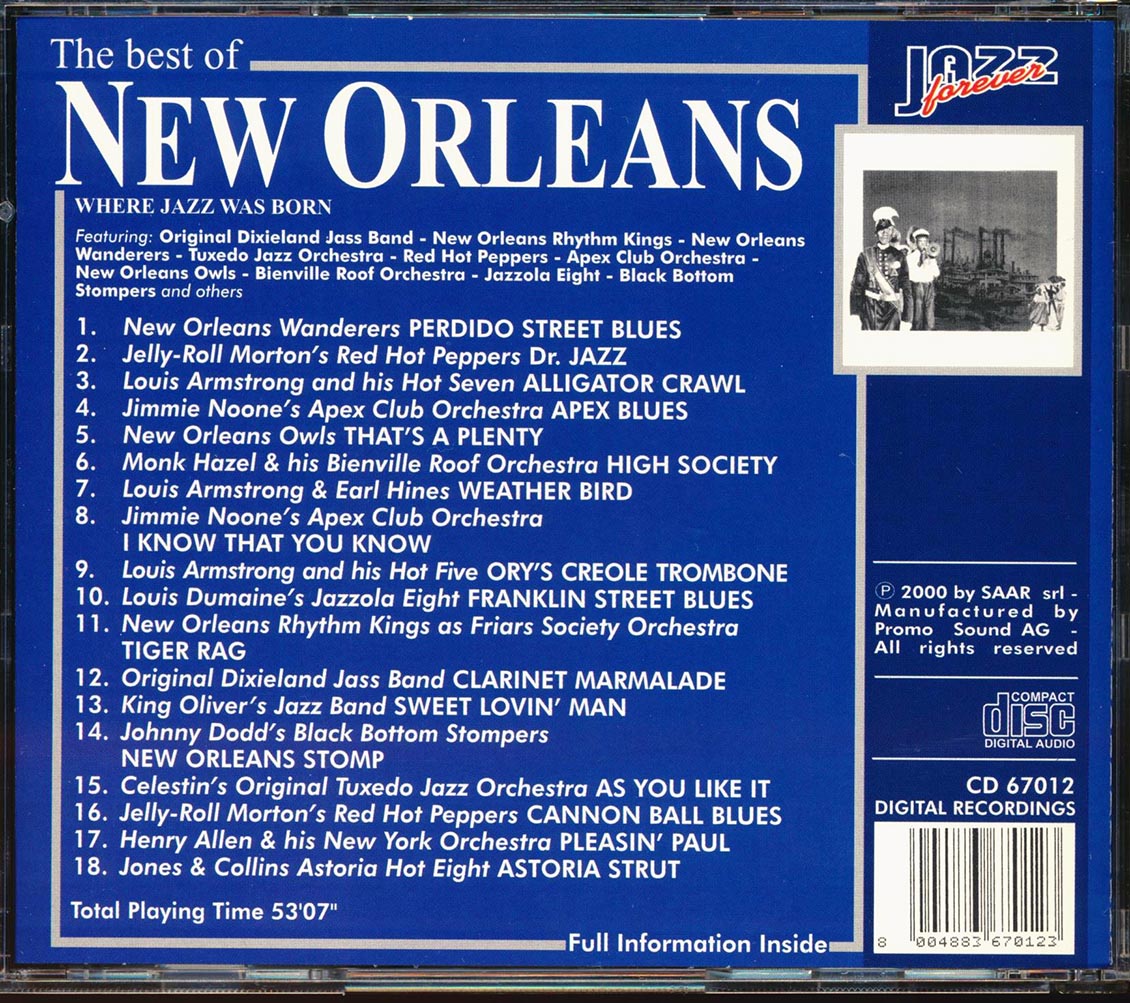 The best of
NEW ORLEANS
WHERE JAZZ WAS BORN
Featuring: Original Dixieland Jass Band - New Orleans Rhythm Kings - New Orleans
Wanderers - Tuxedo Jazz Orchestra - Red Hot Peppers - Apex Club Orchestra -
New Orleans Owls - Bienville Roof Orchestra - Jazzola Eight - Black Bottom
Stompers and others
1. New Orleans Wanderers PERDIDO STREET BLUES
2. Jelly-Roll Morton's Red Hot Peppers Dr. JAZZ
3. Louis Armstrong and his Hot Seven ALLIGATOR CRAWL
4. Jimmie Noone's Apex Club Orchestra APEX BLUES
5. New Orleans Owls THAT'S A PLENTY
6. Monk Hazel & his Bienville Roof Orchestra HIGH SOCIETY
7. Louis Armstrong & Earl Hines WEATHER BIRD
8. Jimmie Noone's Apex Club Orchestra
I KNOW THAT YOU KNOW
9. Louis Armstrong and his Hot Five ORY'S CREOLE TROMBONE
10. Louis Dumaine's Jazzola Eight FRANKLIN STREET BLUES
11. New Orleans Rhythm Kings as Friars Society Orchestra
TIGER RAG
12. Original Dixieland Jass Band CLARINET MARMALADE
13. King Oliver's Jazz Band SWEET LOVIN' MAN
14. Johnny Dodd's Black Bottom Stompers
NEW ORLEANS STOMP
15. Celestin's Original Tuxedo Jazz Orchestra AS YOU LIKE IT
16. Jelly-Roll Morton's Red Hot Peppers CANNON BALL BLUES
17. Henry Allen & his New York Orchestra PLEASIN' PAUL
18. Jones & Collins Astoria Hot Eight ASTORIA STRUT
Total Playing Time 53'07"
Full Information Inside
JAZZ
forever
℗ 2000 by SAAR srl -
Manufactured by
Promo Sound AG -
All rights reserved
COMPACT
disc
DIGITAL AUDIO
CD 67012
DIGITAL RECORDINGS
8 004883 670123